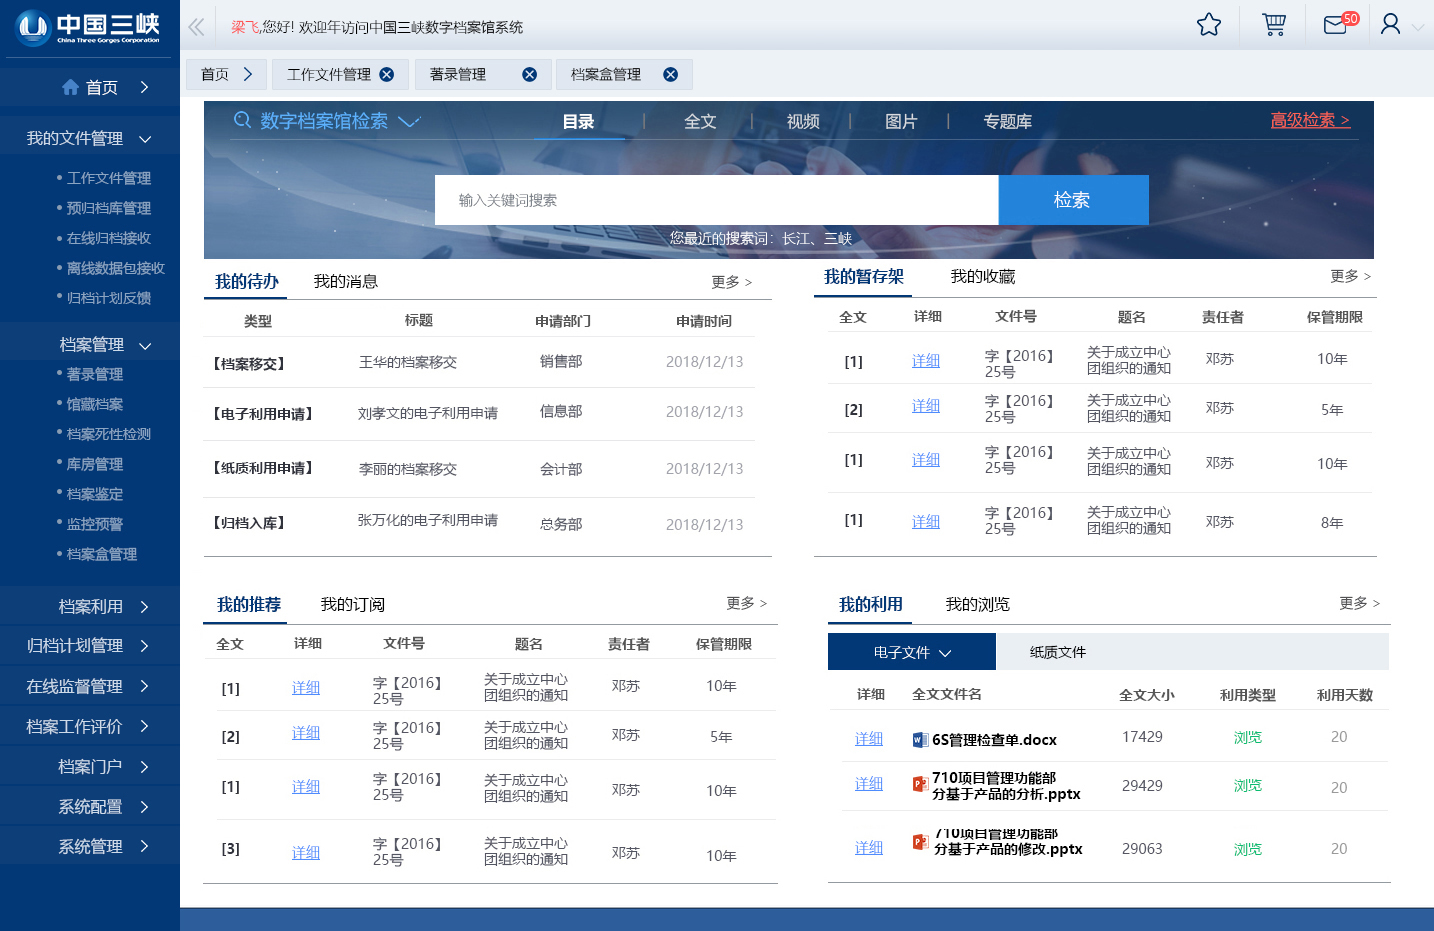 中国三峡
China Three Gorges Corporation
首页
我的文件管理
工作文件管理
预归档库管理
在线归档接收
离线数据包接收
归档计划反馈
档案管理
著录管理
馆藏档案
档案死性检测
库房管理
档案鉴定
监控预警
档案盒管理
档案利用
归档计划管理
在线监督管理
档案工作评价
档案门户
系统配置
系统管理
梁飞,您好! 欢迎年访问中国三峡数字档案馆系统
50
首页 工作文件管理 著录管理 档案盒管理
数字档案馆检索 目录 | 全文 | 视频 | 图片 | 专题库 高级检索 >
输入关键词搜索 检索
您最近的搜索词：长江、三峡
我的待办 我的消息 更多 >
类型 标题 申请部门 申请时间
【档案移交】 王华的档案移交 销售部 2018/12/13
【电子利用申请】 刘孝文的电子利用申请 信息部 2018/12/13
【纸质利用申请】 李丽的档案移交 会计部 2018/12/13
【归档入库】 张万化的电子利用申请 总务部 2018/12/13
我的暂存架 我的收藏 更多 >
全文 详细 文件号 题名 责任者 保管期限
[1] 详细 字【2016】 关于成立中心 邓苏 10年
25号 团组织的通知
[2] 详细 字【2016】 关于成立中心 邓苏 5年
25号 团组织的通知
[1] 详细 字【2016】 关于成立中心 邓苏 10年
25号 团组织的通知
[1] 详细 字【2016】 关于成立中心 邓苏 8年
25号 团组织的通知
我的推荐 我的订阅 更多 >
全文 详细 文件号 题名 责任者 保管期限
[1] 详细 字【2016】 关于成立中心 邓苏 10年
25号 团组织的通知
[2] 详细 字【2016】 关于成立中心 邓苏 5年
25号 团组织的通知
[1] 详细 字【2016】 关于成立中心 邓苏 10年
25号 团组织的通知
[3] 详细 字【2016】 关于成立中心 邓苏 10年
25号 团组织的通知
我的利用 我的浏览 更多 >
电子文件 纸质文件
详细 全文文件名 全文大小 利用类型 利用天数
详细 6S管理检查单.docx 17429 浏览 20
详细 710项目管理功能部 29429 浏览 20
分基于产品的分析.pptx
详细 710项目管理功能部 29063 浏览 20
分基于产品的修改.pptx